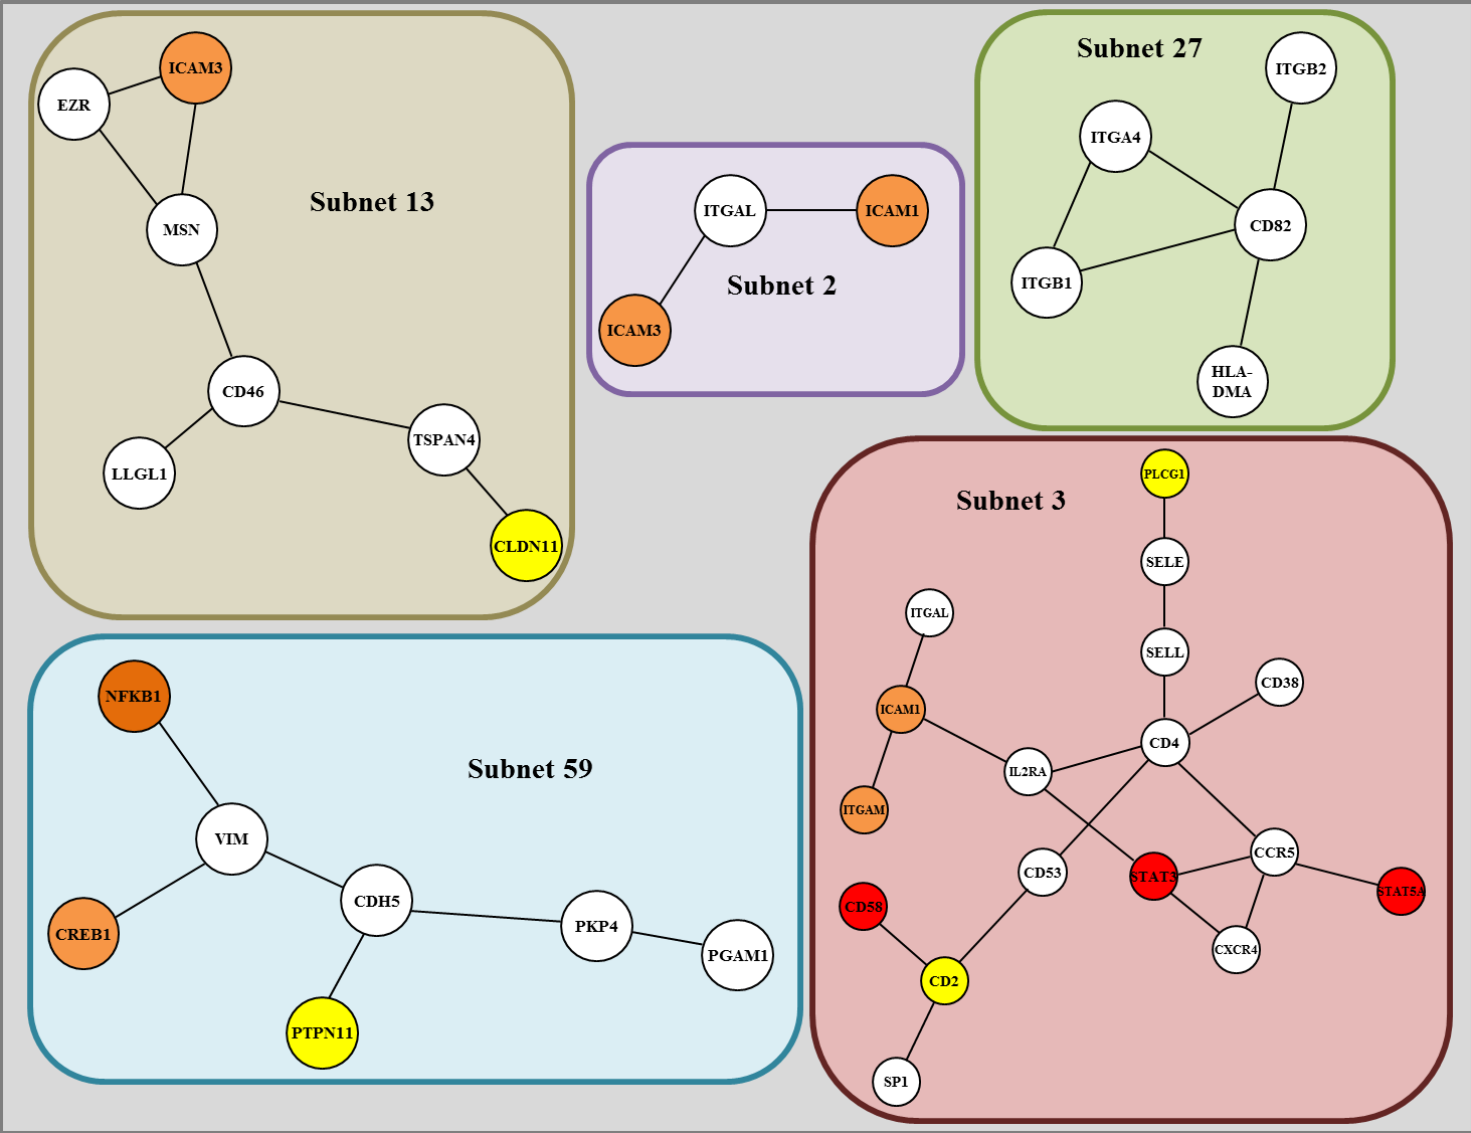 Subnet 13
ICAM3
EZR
MSN
CD46
LLGL1
TSPAN4
CLDN11
Subnet 2
ITGAL
ICAM1
ICAM3
Subnet 27
ITGB2
ITGA4
CD82
ITGB1
HLA-
DMA
Subnet 59
NFKB1
VIM
CREB1
CDH5
PKP4
PGAM1
PTPN11
Subnet 3
PLCG1
SELE
ITGAL
SELL
CD38
ICAM1
CD4
IL2RA
ITGAM
CCR5
CD53
STAT3
STAT5A
CD58
CXCR4
CD2
SP1